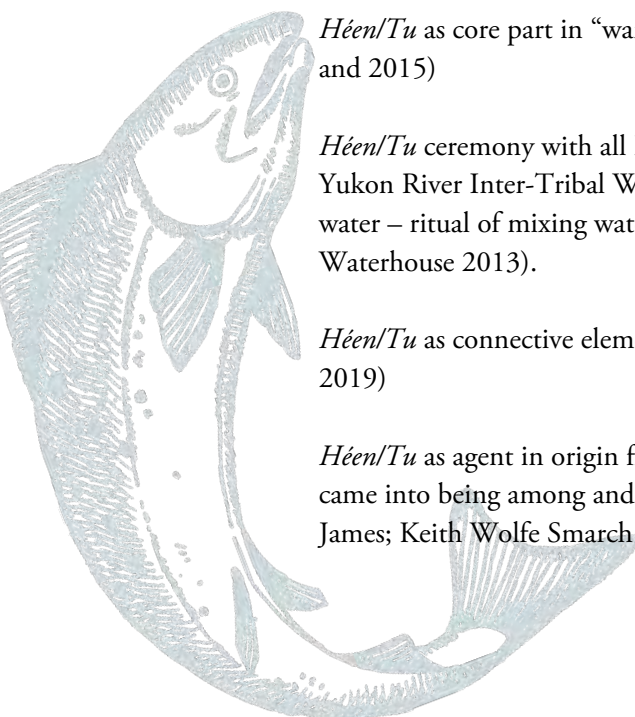 Héen/Tu as core part in “wa
and 2015)
Héen/Tu ceremony with all
Yukon River Inter-Tribal W
water – ritual of mixing wat
Waterhouse 2013).
Héen/Tu as connective elem
2019)
Héen/Tu as agent in origin f
came into being among and
James; Keith Wolfe Smarch